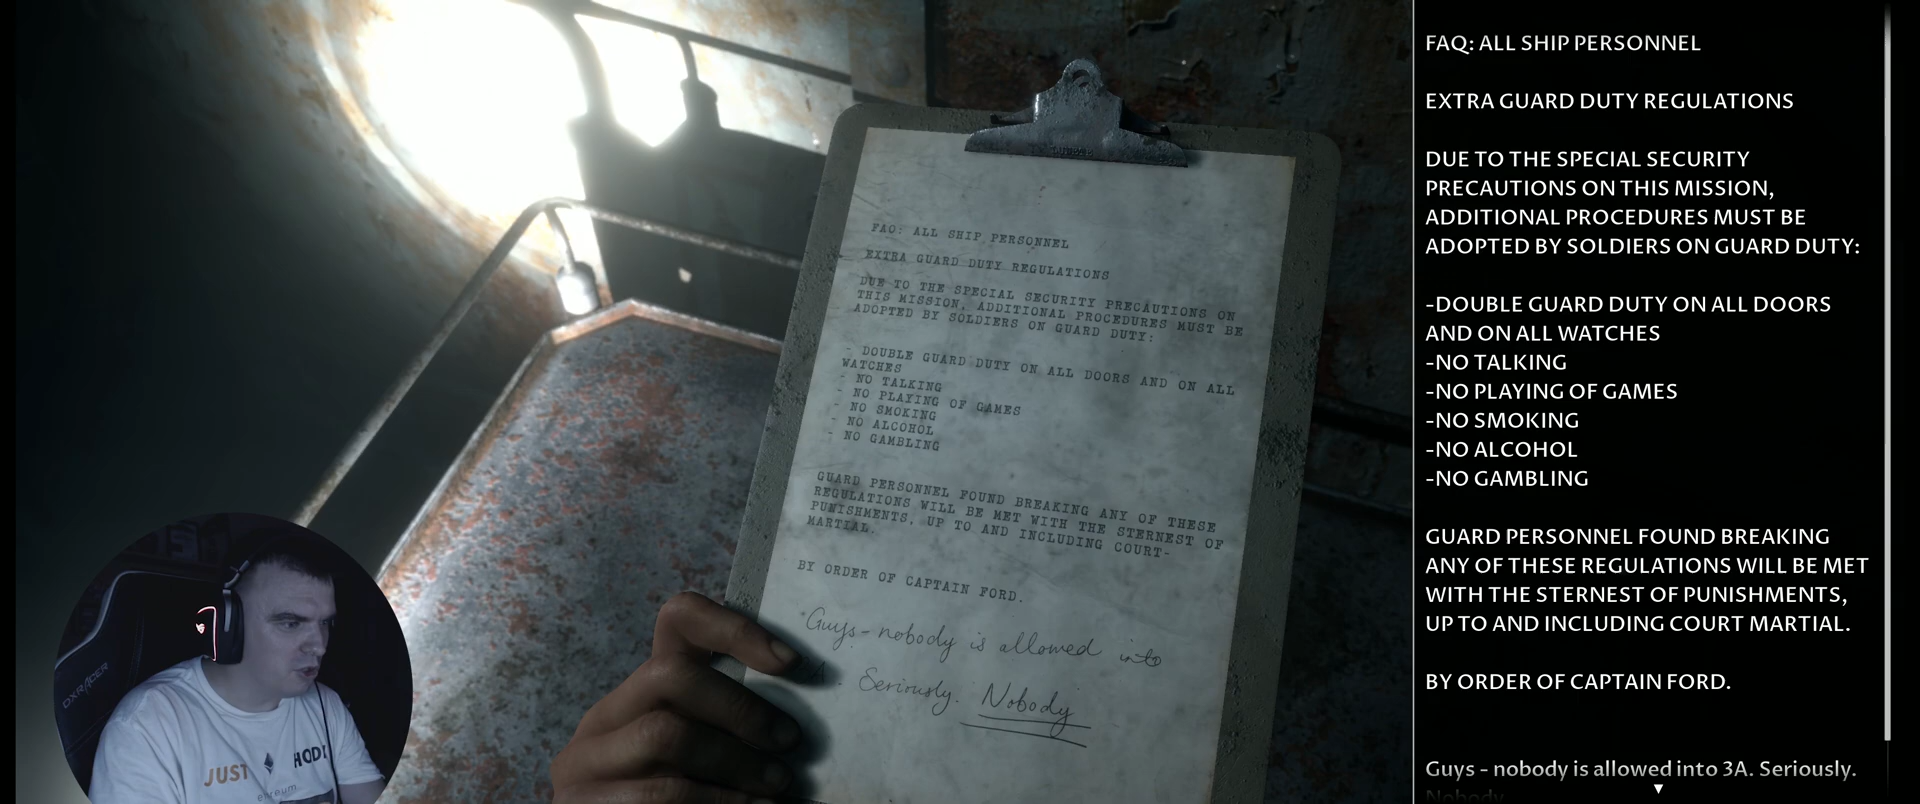 FAQ: ALL SHIP PERSONNEL
EXTRA GUARD DUTY REGULATIONS
DUE TO THE SPECIAL SECURITY PRECAUTIONS ON
THIS MISSION, ADDITIONAL PROCEDURES MUST BE
ADOPTED BY SOLDIERS ON GUARD DUTY:
- DOUBLE GUARD DUTY ON ALL DOORS AND ON ALL
WATCHES
- NO TALKING
- NO PLAYING OF GAMES
- NO SMOKING
- NO ALCOHOL
- NO GAMBLING
GUARD PERSONNEL FOUND BREAKING ANY OF THESE
REGULATIONS WILL BE MET WITH THE STERNEST OF
PUNISHMENTS, UP TO AND INCLUDING COURT-
MARTIAL.
BY ORDER OF CAPTAIN FORD.
Guys - nobody is allowed into
A. Seriously. Nobody
DXRACER
JUST HODL
FAQ: ALL SHIP PERSONNEL
EXTRA GUARD DUTY REGULATIONS
DUE TO THE SPECIAL SECURITY
PRECAUTIONS ON THIS MISSION,
ADDITIONAL PROCEDURES MUST BE
ADOPTED BY SOLDIERS ON GUARD DUTY:
-DOUBLE GUARD DUTY ON ALL DOORS
AND ON ALL WATCHES
-NO TALKING
-NO PLAYING OF GAMES
-NO SMOKING
-NO ALCOHOL
-NO GAMBLING
GUARD PERSONNEL FOUND BREAKING
ANY OF THESE REGULATIONS WILL BE MET
WITH THE STERNEST OF PUNISHMENTS,
UP TO AND INCLUDING COURT MARTIAL.
BY ORDER OF CAPTAIN FORD.
Guys - nobody is allowed into 3A. Seriously.
Nobody